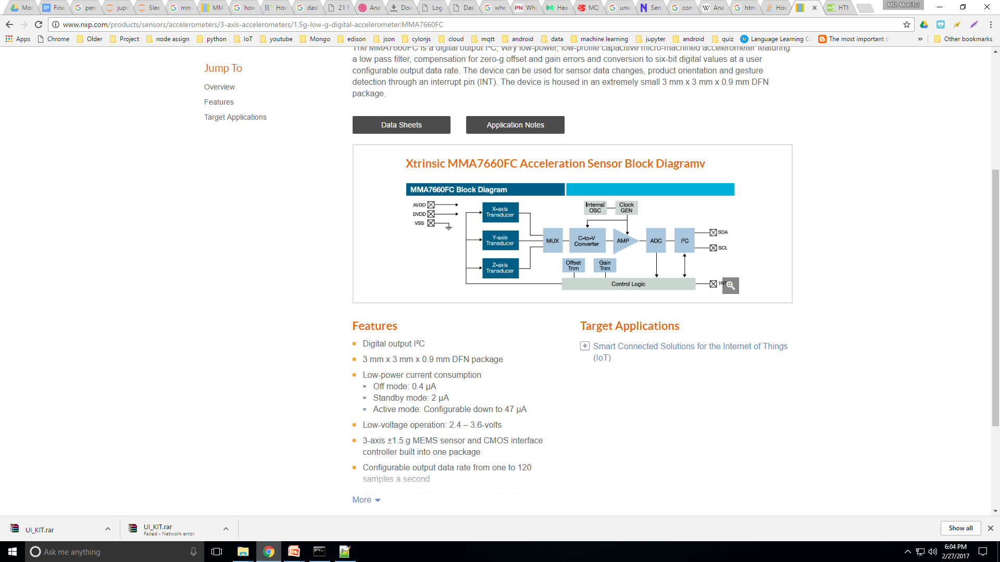 Moc
Fina
perc
jupi
Slee
mm
MM
how
Hov
das
21 F
Ana
Dov
Log
Das
whe
Wha
Hea
MQ
unw
Sen
con
Ana
htm
Hov
HTM
MD. Mohitul
www.nxp.com/products/sensors/accelerometers/3-axis-accelerometers/1.5g-low-g-digital-accelerometer:MMA7660FC
Apps Chrome Older Project node assign python IoT youtube Mongo edison json cylonjs cloud mqtt android data machine learning jupyter android quiz Language Learning Co The most important s » Other bookmarks
Jump To
Overview
Features
Target Applications
The MMA7660FC is a digital output I²C, very low-power, low-profile capacitive micro-machined accelerometer featuring
a low pass filter, compensation for zero-g offset and gain errors and conversion to six-bit digital values at a user
configurable output data rate. The device can be used for sensor data changes, product orientation and gesture
detection through an interrupt pin (INT). The device is housed in an extremely small 3 mm x 3 mm x 0.9 mm DFN
package.
Data Sheets Application Notes
Xtrinsic MMA7660FC Acceleration Sensor Block Diagramv
MMA7660FC Block Diagram
AVDD
DVDD
VSS
X-axis
Transducer
Y-axis
Transducer
Z-axis
Transducer
MUX
Internal
OSC
Clock
GEN
C-to-V
Converter
AMP
ADC
I²C
SDA
SCL
Offset
Trim
Gain
Trim
Control Logic
INT
Features
Digital output I²C
3 mm x 3 mm x 0.9 mm DFN package
Low-power current consumption
Off mode: 0.4 µA
Standby mode: 2 µA
Active mode: Configurable down to 47 µA
Low-voltage operation: 2.4 – 3.6-volts
3-axis ±1.5 g MEMS sensor and CMOS interface
controller built into one package
Configurable output data rate from one to 120
samples a second
More
Target Applications
Smart Connected Solutions for the Internet of Things
(IoT)
UI_KIT.rar
UI_KIT.rar
Failed - Network error
Show all
Ask me anything
6:04 PM
2/27/2017